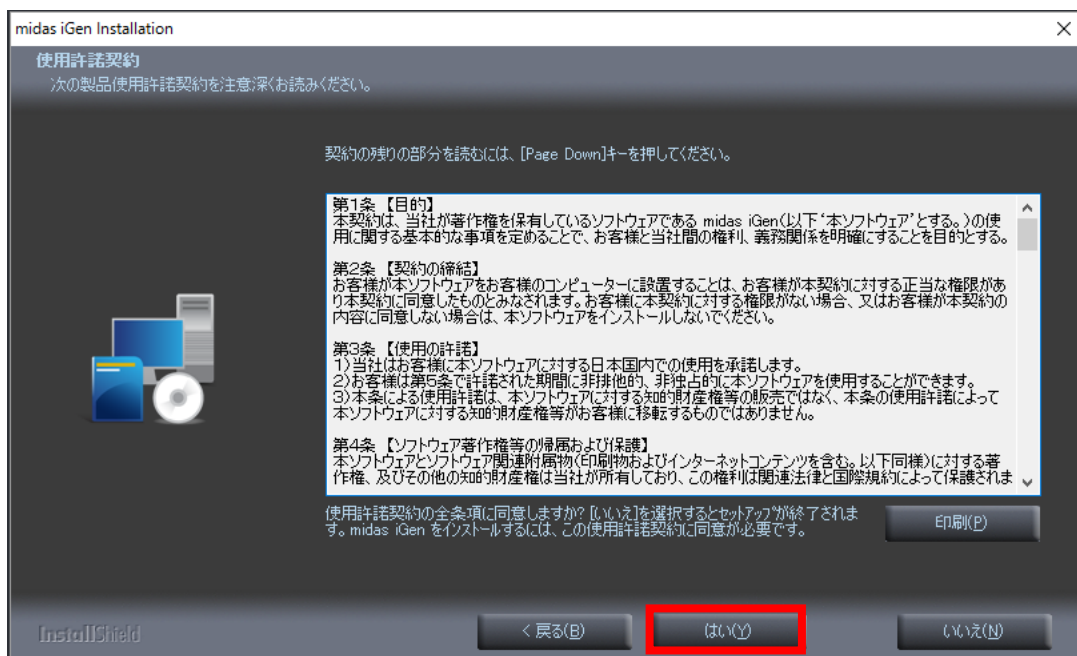 midas iGen Installation
使用許諾契約
次の製品使用許諾契約を注意深くお読みください。
契約の残りの部分を読むには、[Page Down]キーを押してください。
第1条 【目的】
本契約は、当社が著作権を保有しているソフトウェアである midas iGen(以下‘本ソフトウェア’とする。)の使
用に関する基本的な事項を定めることで、お客様と当社間の権利、義務関係を明確にすることを目的とする。
第2条 【契約の締結】
お客様が本ソフトウェアをお客様のコンピューターに設置することは、お客様が本契約に対する正当な権限があ
り本契約に同意したものとみなされます。お客様に本契約に対する権限がない場合、又はお客様が本契約の
内容に同意しない場合は、本ソフトウェアをインストールしないでください。
第3条 【使用の許諾】
1)当社はお客様に本ソフトウェアに対する日本国内での使用を承諾します。
2)お客様は第5条で許諾された期間に非排他的、非独占的に本ソフトウェアを使用することができます。
3)本条による使用許諾は、本ソフトウェアに対する知的財産権等の販売ではなく、本条の使用許諾によって
本ソフトウェアに対する知的財産権等がお客様に移転するものではありません。
第4条 【ソフトウェア著作権等の帰属および保護】
本ソフトウェアとソフトウェア関連附属物(印刷物およびインターネットコンテンツを含む。以下同様)に対する著
作権、及びその他の知的財産権は当社が所有しており、この権利は関連法律と国際規約によって保護されま
使用許諾契約の全条項に同意しますか? [いいえ]を選択するとセットアップが終了されま
す。midas iGen をインストールするには、この使用許諾契約に同意が必要です。
印刷(P)
InstallShield
< 戻る(B)
はい(Y)
いいえ(N)